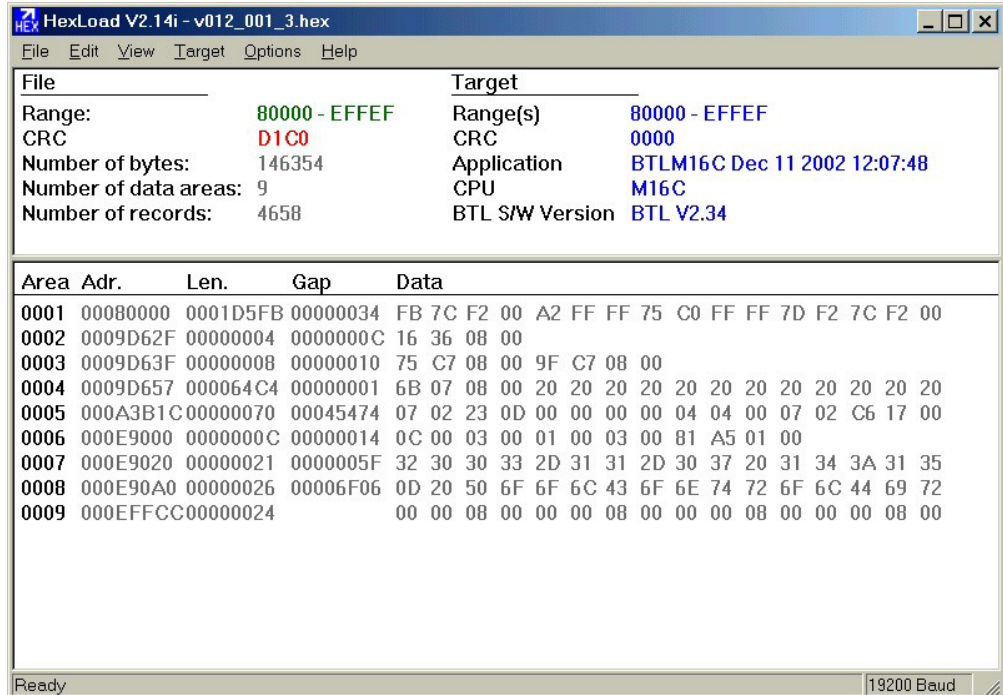 HEX HexLoad V2.14i - v012_001_3.hex
File Edit View Target Options Help
File Target
Range: 80000 - EFFEF Range(s) 80000 - EFFEF
CRC D1C0 CRC 0000
Number of bytes: 146354 Application BTLM16C Dec 11 2002 12:07:48
Number of data areas: 9 CPU M16C
Number of records: 4658 BTL S/W Version BTL V2.34
Area Adr. Len. Gap Data
0001 00080000 0001D5FB 00000034 FB 7C F2 00 A2 FF FF 75 C0 FF FF 7D F2 7C F2 00
0002 0009D62F 00000004 0000000C 16 36 08 00
0003 0009D63F 00000008 00000010 75 C7 08 00 9F C7 08 00
0004 0009D657 000064C4 00000001 6B 07 08 00 20 20 20 20 20 20 20 20 20 20 20 20
0005 000A3B1C 00000070 00045474 07 02 23 0D 00 00 00 00 04 04 00 07 02 C6 17 00
0006 000E9000 0000000C 00000014 0C 00 03 00 01 00 03 00 81 A5 01 00
0007 000E9020 00000021 0000005F 32 30 30 33 2D 31 31 2D 30 37 20 31 34 3A 31 35
0008 000E90A0 00000026 00006F06 0D 20 50 6F 6F 6C 43 6F 6E 74 72 6F 6C 44 69 72
0009 000EFFCC 00000024 00 00 08 00 00 00 08 00 00 00 08 00 00 00 08 00
Ready 19200 Baud